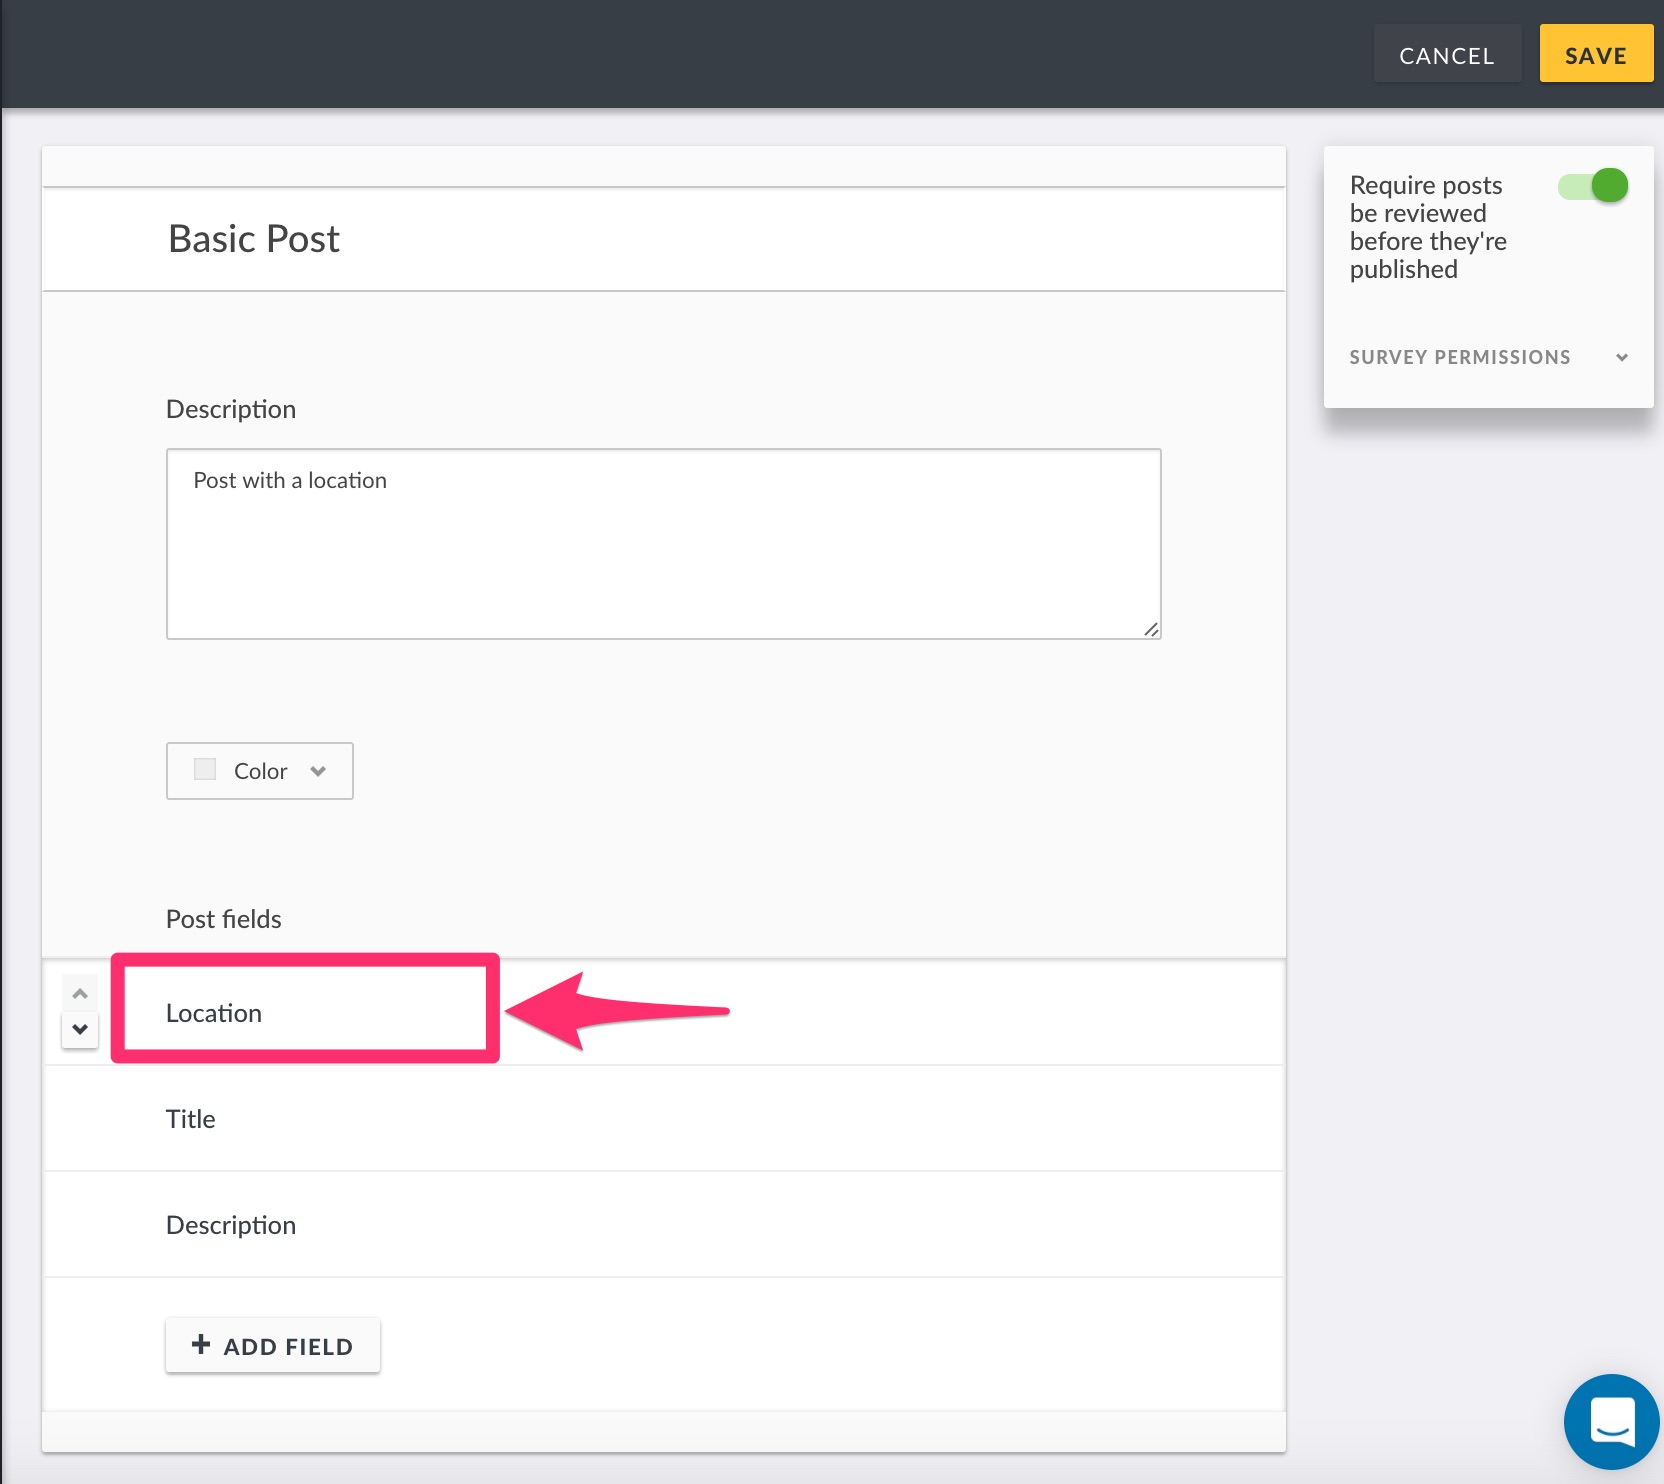 CANCEL
SAVE
Basic Post
Require posts
be reviewed
before they're
published
SURVEY PERMISSIONS
Description
Post with a location
Color
Post fields
Location
Title
Description
ADD FIELD